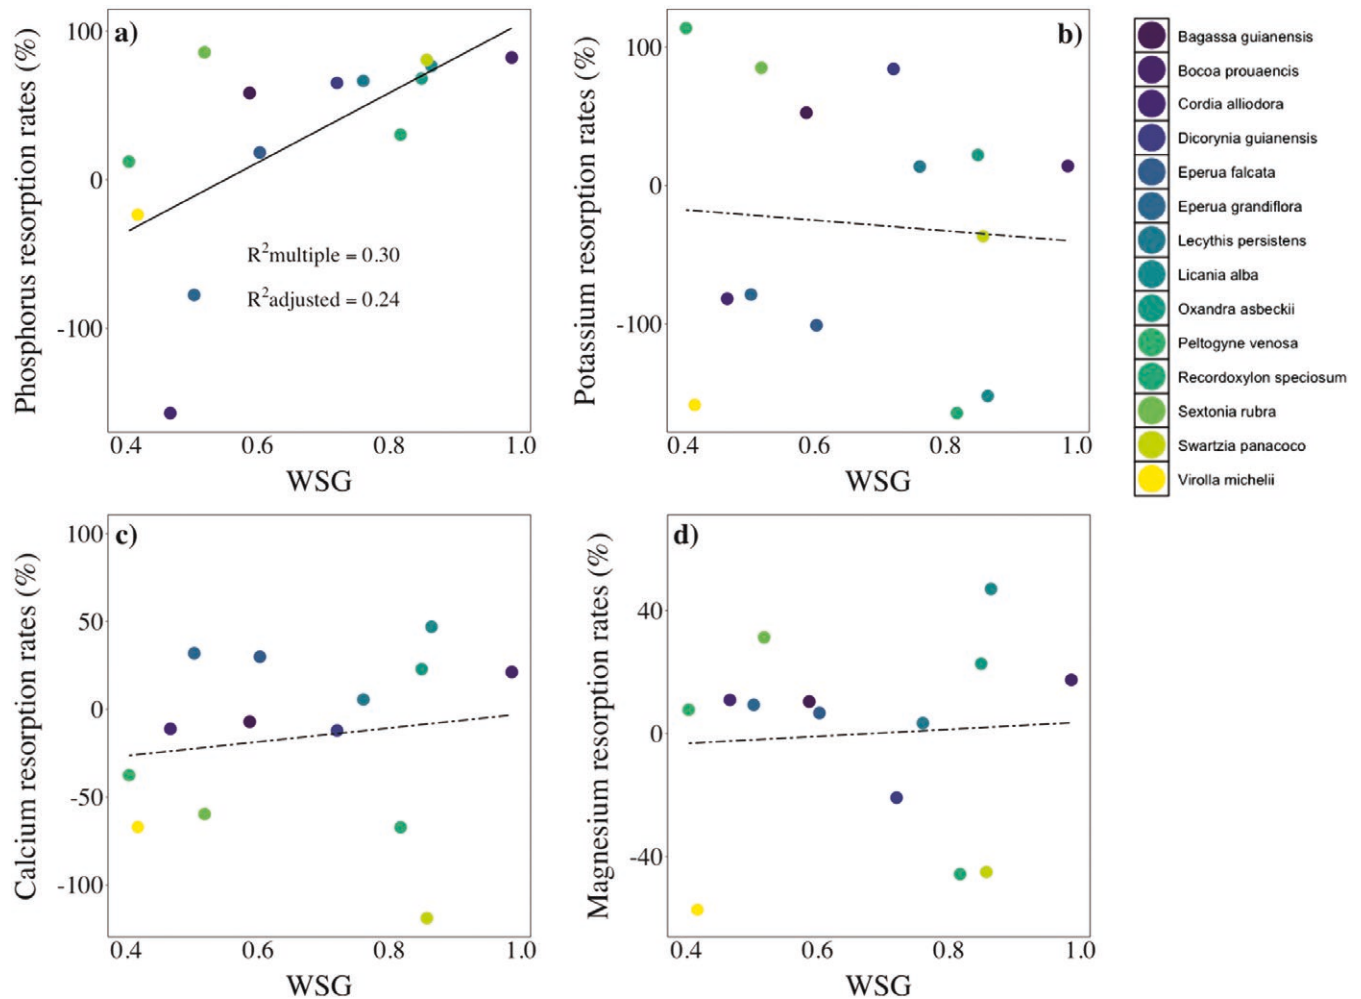 a)
Phosphorus resorption rates (%)
100
0
-100
R²multiple = 0.30
R²adjusted = 0.24
0.4 0.6 0.8 1.0
WSG
b)
Potassium resorption rates (%)
100
0
-100
0.4 0.6 0.8 1.0
WSG
Bagassa guianensis
Bocoa prouaencis
Cordia alliodora
Dicorynia guianensis
Eperua falcata
Eperua grandiflora
Lecythis persistens
Licania alba
Oxandra asbeckii
Peltogyne venosa
Recordoxylon speciosum
Sextonia rubra
Swartzia panacoco
Virolla michelii
c)
Calcium resorption rates (%)
100
50
0
-50
-100
0.4 0.6 0.8 1.0
WSG
d)
Magnesium resorption rates (%)
40
0
-40
0.4 0.6 0.8 1.0
WSG